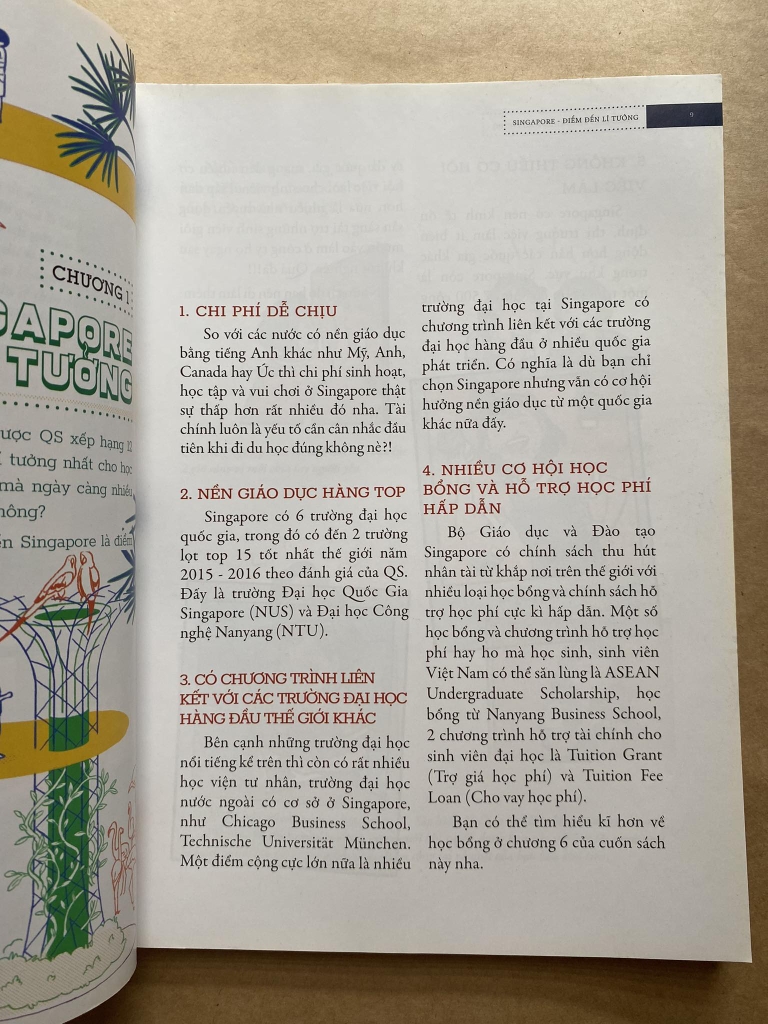 CHƯƠNG 1
GAPORE
TƯỞNG
ược QS xếp hạng 12
tưởng nhất cho học
mà ngày càng nhiều
hông?
ến Singapore là điểm
SINGAPORE - ĐIỂM ĐẾN LÍ TƯỞNG
9
1. CHI PHÍ DỄ CHỊU
So với các nước có nền giáo dục
bằng tiếng Anh khác như Mỹ, Anh,
Canada hay Úc thì chi phí sinh hoạt,
học tập và vui chơi ở Singapore thật
sự thấp hơn rất nhiều đó nha. Tài
chính luôn là yếu tố cần cân nhắc đầu
tiên khi đi du học đúng không nè?!
2. NỀN GIÁO DỤC HÀNG TOP
Singapore có 6 trường đại học
quốc gia, trong đó có đến 2 trường
lọt top 15 tốt nhất thế giới năm
2015 - 2016 theo đánh giá của QS.
Đấy là trường Đại học Quốc Gia
Singapore (NUS) và Đại học Công
nghệ Nanyang (NTU).
3. CÓ CHƯƠNG TRÌNH LIÊN
KẾT VỚI CÁC TRƯỜNG ĐẠI HỌC
HÀNG ĐẦU THẾ GIỚI KHÁC
Bên cạnh những trường đại học
nổi tiếng kể trên thì còn có rất nhiều
học viện tư nhân, trường đại học
nước ngoài có cơ sở ở Singapore,
như Chicago Business School,
Technische Universität München.
Một điểm cộng cực lớn nữa là nhiều
trường đại học tại Singapore có
chương trình liên kết với các trường
đại học hàng đầu ở nhiều quốc gia
phát triển. Có nghĩa là dù bạn chỉ
chọn Singapore nhưng vẫn có cơ hội
hưởng nền giáo dục từ một quốc gia
khác nữa đấy.
4. NHIỀU CƠ HỘI HỌC
BỔNG VÀ HỖ TRỢ HỌC PHÍ
HẤP DẪN
Bộ Giáo dục và Đào tạo
Singapore có chính sách thu hút
nhân tài từ khắp nơi trên thế giới với
nhiều loại học bổng và chính sách hỗ
trợ học phí cực kì hấp dẫn. Một số
học bổng và chương trình hỗ trợ học
phí hay ho mà học sinh, sinh viên
Việt Nam có thể săn lùng là ASEAN
Undergraduate Scholarship, học
bổng từ Nanyang Business School,
2 chương trình hỗ trợ tài chính cho
sinh viên đại học là Tuition Grant
(Trợ giá học phí) và Tuition Fee
Loan (Cho vay học phí).
Bạn có thể tìm hiểu kĩ hơn về
học bổng ở chương 6 của cuốn sách
này nha.